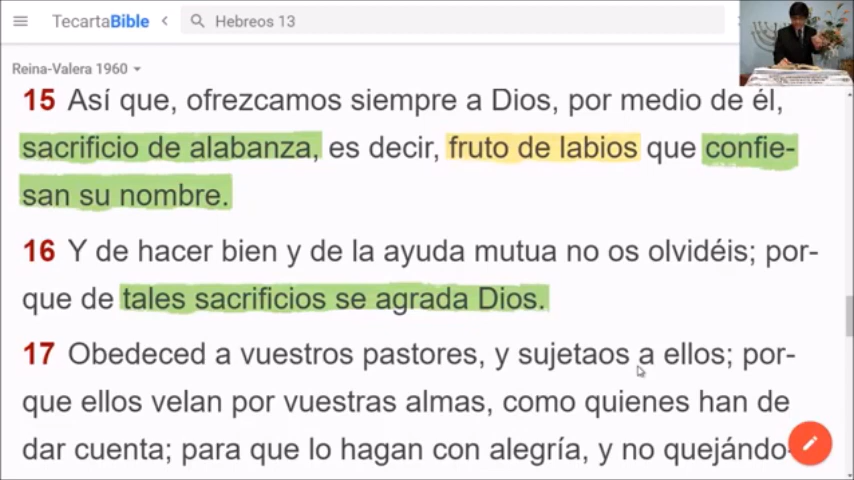 TecartaBible
Hebreos 13
Reina-Valera 1960
15 Así que, ofrezcamos siempre a Dios, por medio de él,
sacrificio de alabanza, es decir, fruto de labios que confie-
san su nombre.
16 Y de hacer bien y de la ayuda mutua no os olvidéis; por-
que de tales sacrificios se agrada Dios.
17 Obedeced a vuestros pastores, y sujetaos a ellos; por-
que ellos velan por vuestras almas, como quienes han de
dar cuenta; para que lo hagan con alegría, y no quejándo-